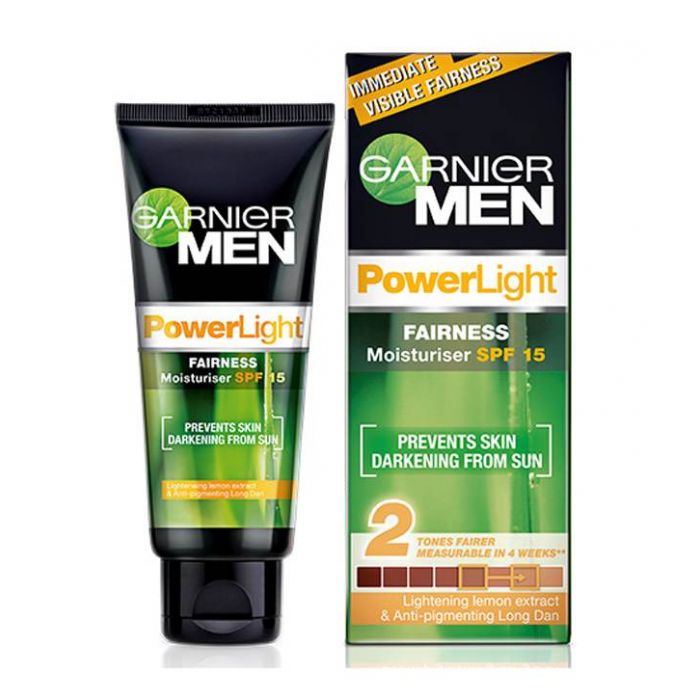 GARNIER
MEN
PowerLight
FAIRNESS
Moisturiser SPF 15
PREVENTS SKIN
DARKENING FROM SUN
Lightening lemon extract
& Anti-pigmenting Long Dan
IMMEDIATE
VISIBLE FAIRNESS
GARNIER
MEN
PowerLight
FAIRNESS
Moisturiser SPF 15
PREVENTS SKIN
DARKENING FROM SUN
2 TONES FAIRER
MEASURABLE IN 4 WEEKS**
Lightening lemon extract
& Anti-pigmenting Long Dan